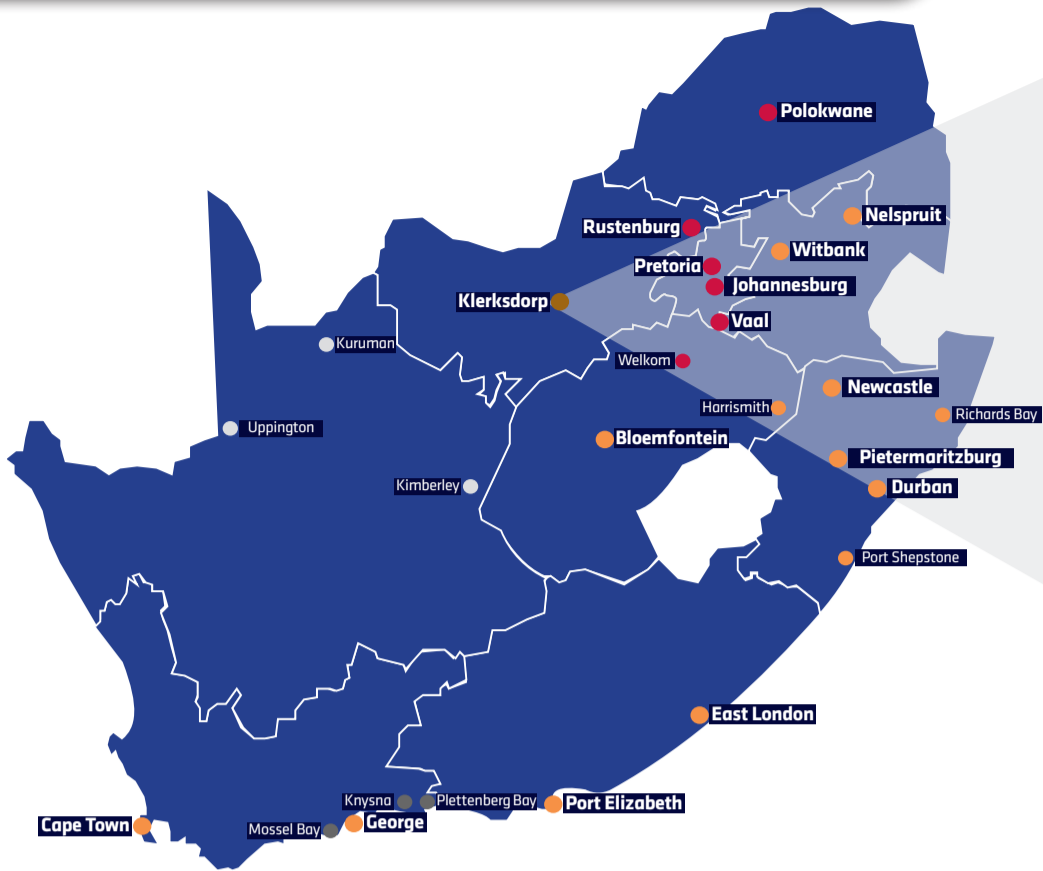 Polokwane
Nelspruit
Rustenburg
Witbank
Pretoria
Johannesburg
Klerksdorp
Vaal
Kuruman
Welkom
Newcastle
Harrismith
Richards Bay
Uppington
Bloemfontein
Pietermaritzburg
Kimberley
Durban
Port Shepstone
East London
Knysna
Plettenberg Bay
Port Elizabeth
Cape Town
Mossel Bay
George